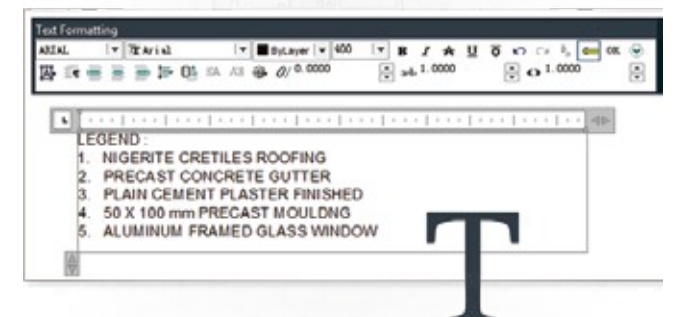 Text Formatting
ARIAL Arial ByLayer 400 B I A U O OK
0/ 0.0000 a-b 1.0000 1.0000
LEGEND :
1. NIGERITE CRETILES ROOFING
2. PRECAST CONCRETE GUTTER
3. PLAIN CEMENT PLASTER FINISHED
4. 50 X 100 mm PRECAST MOULDNG
5. ALUMINUM FRAMED GLASS WINDOW
T